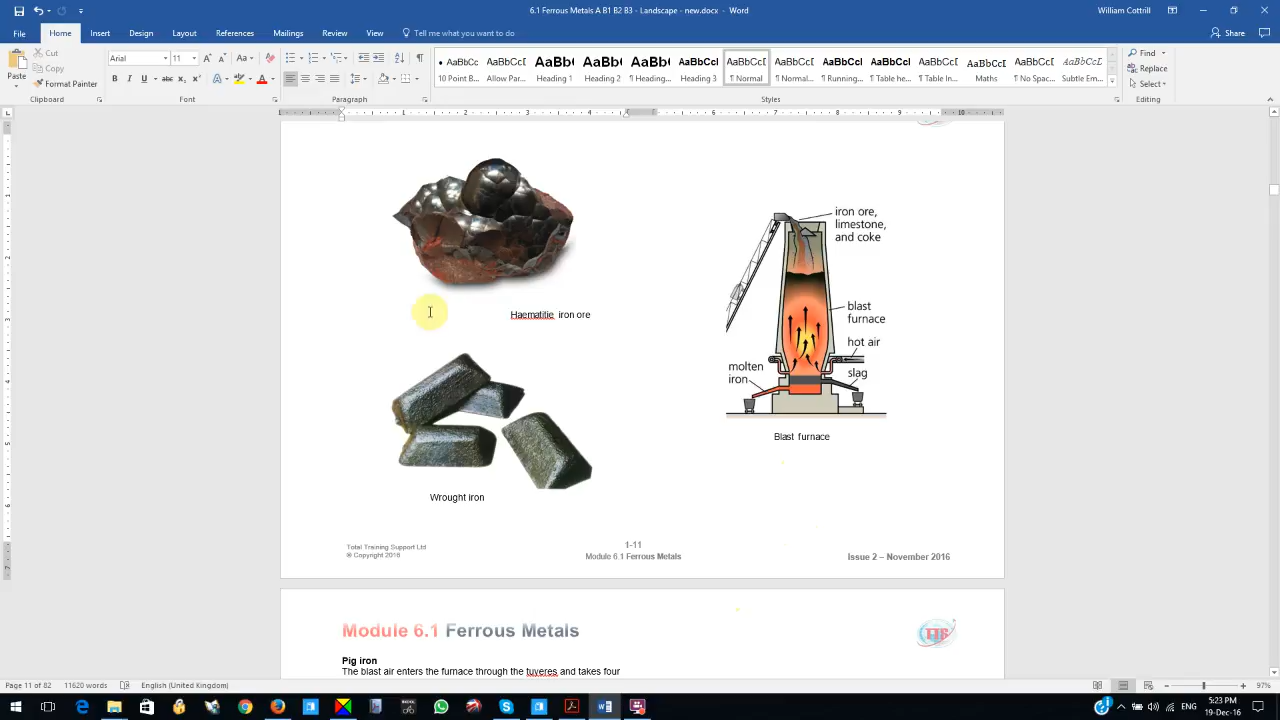 6.1 Ferrous Metals A B1 B2 B3 - Landscape - new.docx - Word
William Cottrill
File Home Insert Design Layout References Mailings Review View Tell me what you want to do
Share
Paste
Cut
Copy
Format Painter
Clipboard
Arial 11
Font
Paragraph
AaBbCc AaBbCcI AaBb( AaBb( AaBb( AaBbCcI AaBbCcI AaBbCcI AaBbCcI AaBbCcI AaBbCcI AaBbCcI AaBbCcI AaBbCcI
10 Point B... Allow Par... Heading 1 Heading 2 ¶ Heading... Heading 3 ¶ Normal ¶ Normal... ¶ Running... ¶ Table he... ¶ Table In... Maths ¶ No Spac... Subtle Em...
Styles
Find
Replace
Select
Editing
iron ore,
limestone,
and coke
blast
furnace
hot air
slag
molten
iron
Blast furnace
Haematitie iron ore
Wrought iron
Total Training Support Ltd
© Copyright 2016
1-11
Module 6.1 Ferrous Metals
Issue 2 – November 2016
Module 6.1 Ferrous Metals
TTS
Pig iron
The blast air enters the furnace through the tuyeres and takes four
Page 11 of 82 11620 words English (United Kingdom)
97%
ENG
5:23 PM
19-Dec-16